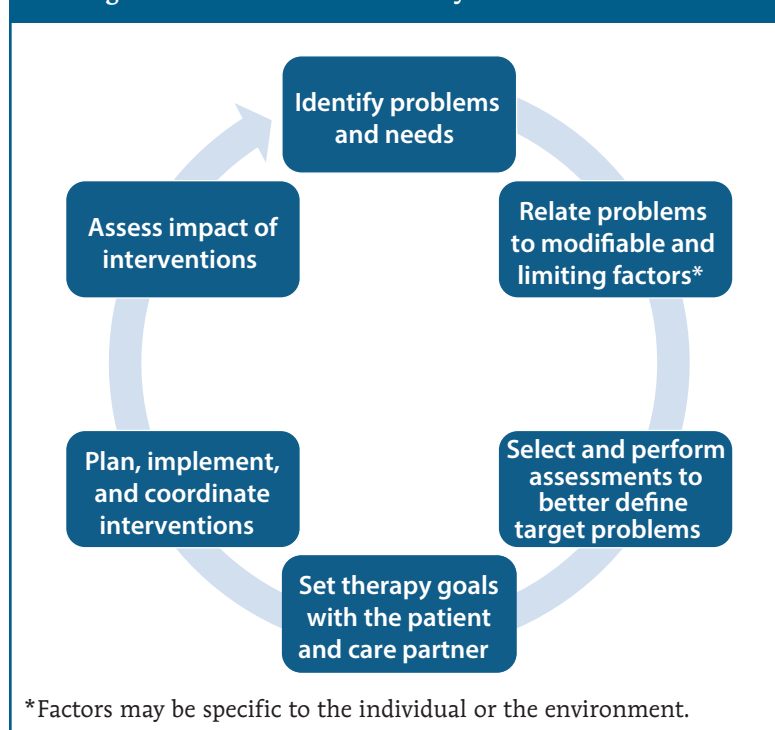 Identify problems
and needs
Relate problems
to modifiable and
limiting factors*
Select and perform
assessments to
better define
target problems
Set therapy goals
with the patient
and care partner
Plan, implement,
and coordinate
interventions
Assess impact of
interventions
*Factors may be specific to the individual or the environment.